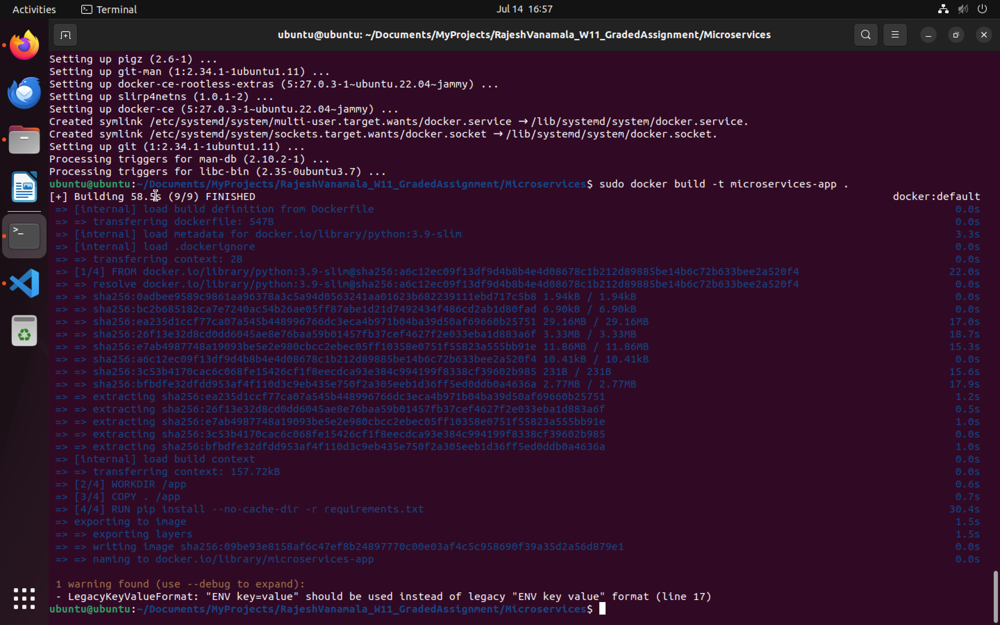 Activities
Terminal
Jul 14 16:57
ubuntu@ubuntu: ~/Documents/MyProjects/RajeshVanamala_W11_GradedAssignment/Microservices
Setting up pigz (2.6-1) ...
Setting up git-man (1:2.34.1-1ubuntu1.11) ...
Setting up docker-ce-rootless-extras (5:27.0.3-1~ubuntu.22.04~jammy) ...
Setting up slirp4netns (1.0.1-2) ...
Setting up docker-ce (5:27.0.3-1~ubuntu.22.04~jammy) ...
Created symlink /etc/systemd/system/multi-user.target.wants/docker.service → /lib/systemd/system/docker.service.
Created symlink /etc/systemd/system/sockets.target.wants/docker.socket → /lib/systemd/system/docker.socket.
Setting up git (1:2.34.1-1ubuntu1.11) ...
Processing triggers for man-db (2.10.2-1) ...
Processing triggers for libc-bin (2.35-0ubuntu3.7) ...
ubuntu@ubuntu:~/Documents/MyProjects/RajeshVanamala_W11_GradedAssignment/Microservices$ sudo docker build -t microservices-app .
[+] Building 58.5s (9/9) FINISHED docker:default
=> [internal] load build definition from Dockerfile 0.0s
=> => transferring dockerfile: 547B 0.0s
=> [internal] load metadata for docker.io/library/python:3.9-slim 3.3s
=> [internal] load .dockerignore 0.0s
=> => transferring context: 2B 0.0s
=> [1/4] FROM docker.io/library/python:3.9-slim@sha256:a6c12ec09f13df9d4b8b4e4d08678c1b212d89885be14b6c72b633bee2a520f4 22.0s
=> => resolve docker.io/library/python:3.9-slim@sha256:a6c12ec09f13df9d4b8b4e4d08678c1b212d89885be14b6c72b633bee2a520f4 0.0s
=> => sha256:0adbee9589c9861aa96378a3c5a94d0563241aa01623b682239111ebd717c5b8 1.94kB / 1.94kB 0.0s
=> => sha256:bc2b685182ca7e7240ac54b26ae05ff87abe1d21d7492434f486cd2ab1d80fad 6.90kB / 6.90kB 0.0s
=> => sha256:ea235d1ccf77ca07a545b448996766dc3eca4b971b04ba39d50af69660b25751 29.16MB / 29.16MB 17.0s
=> => sha256:26f13e32d8cd0dd6045ae8e76baa59b01457fb37cef4627f2e033eba1d883a6f 3.33MB / 3.33MB 18.7s
=> => sha256:e7ab4987748a19093be5e2e980cbcc2ebec05ff10358e0751f55823a555bb91e 11.86MB / 11.86MB 15.3s
=> => sha256:a6c12ec09f13df9d4b8b4e4d08678c1b212d89885be14b6c72b633bee2a520f4 10.41kB / 10.41kB 0.0s
=> => sha256:3c53b4170cac6c068fe15426cf1f8eecdca93e384c994199f8338cf39602b985 231B / 231B 15.6s
=> => sha256:bfbdfe32dfdd953af4f110d3c9eb435e750f2a305eeb1d36ff5ed0ddb0a4636a 2.77MB / 2.77MB 17.9s
=> => extracting sha256:ea235d1ccf77ca07a545b448996766dc3eca4b971b04ba39d50af69660b25751 1.2s
=> => extracting sha256:26f13e32d8cd0dd6045ae8e76baa59b01457fb37cef4627f2e033eba1d883a6f 0.5s
=> => extracting sha256:e7ab4987748a19093be5e2e980cbcc2ebec05ff10358e0751f55823a555bb91e 1.0s
=> => extracting sha256:3c53b4170cac6c068fe15426cf1f8eecdca93e384c994199f8338cf39602b985 0.0s
=> => extracting sha256:bfbdfe32dfdd953af4f110d3c9eb435e750f2a305eeb1d36ff5ed0ddb0a4636a 1.0s
=> [internal] load build context 0.0s
=> => transferring context: 157.72kB 0.0s
=> [2/4] WORKDIR /app 0.6s
=> [3/4] COPY . /app 0.7s
=> [4/4] RUN pip install --no-cache-dir -r requirements.txt 30.4s
=> exporting to image 1.5s
=> => exporting layers 1.5s
=> => writing image sha256:09be93e8158af6c47ef8b24897770c00e03af4c5c958690f39a35d2a56d879e1 0.0s
=> => naming to docker.io/library/microservices-app 0.0s
1 warning found (use --debug to expand):
- LegacyKeyValueFormat: "ENV key=value" should be used instead of legacy "ENV key value" format (line 17)
ubuntu@ubuntu:~/Documents/MyProjects/RajeshVanamala_W11_GradedAssignment/Microservices$